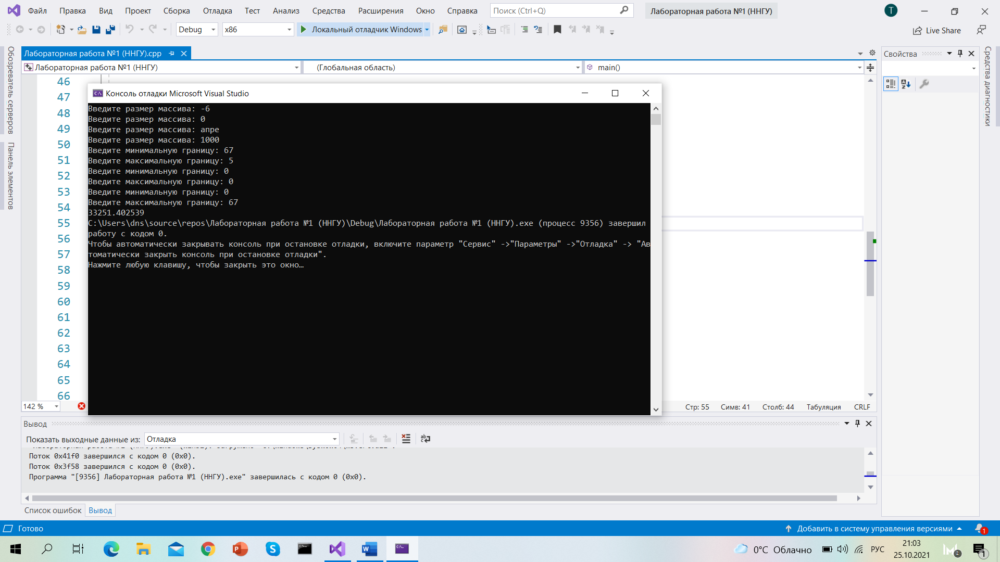 Файл Правка Вид Проект Сборка Отладка Тест Анализ Средства Расширения Окно Справка Поиск (Ctrl+Q) Лабораторная работа №1 (ННГУ) T
Debug x86 Локальный отладчик Windows Live Share
Обозреватель серверов
Панель элементов
Лабораторная работа №1 (ННГУ).cpp
Лабораторная работа №1 (ННГУ) (Глобальная область) main()
46
47
48
49
50
51
52
53
54
55
56
57
58
59
60
61
62
63
64
65
66
Консоль отладки Microsoft Visual Studio
Введите размер массива: -6
Введите размер массива: 0
Введите размер массива: апре
Введите размер массива: 1000
Введите минимальную границу: 67
Введите максимальную границу: 5
Введите минимальную границу: 0
Введите максимальную границу: 0
Введите минимальную границу: 0
Введите максимальную границу: 67
33251.402539
C:\Users\dns\source\repos\Лабораторная работа №1 (ННГУ)\Debug\Лабораторная работа №1 (ННГУ).exe (процесс 9356) завершил
работу с кодом 0.
Чтобы автоматически закрывать консоль при остановке отладки, включите параметр "Сервис" ->"Параметры" ->"Отладка" -> "Ав
томатически закрыть консоль при остановке отладки".
Нажмите любую клавишу, чтобы закрыть это окно…
142 % Стр: 55 Симв: 41 Столб: 44 Табуляция CRLF
Свойства
Средства диагностики
Вывод
Показать выходные данные из: Отладка
Поток 0x41f0 завершился с кодом 0 (0x0).
Поток 0x3f58 завершился с кодом 0 (0x0).
Программа "[9356] Лабораторная работа №1 (ННГУ).exe" завершилась с кодом 0 (0x0).
Список ошибок Вывод
Готово Добавить в систему управления версиями 1
0°C Облачно РУС 21:03
25.10.2021 2 1